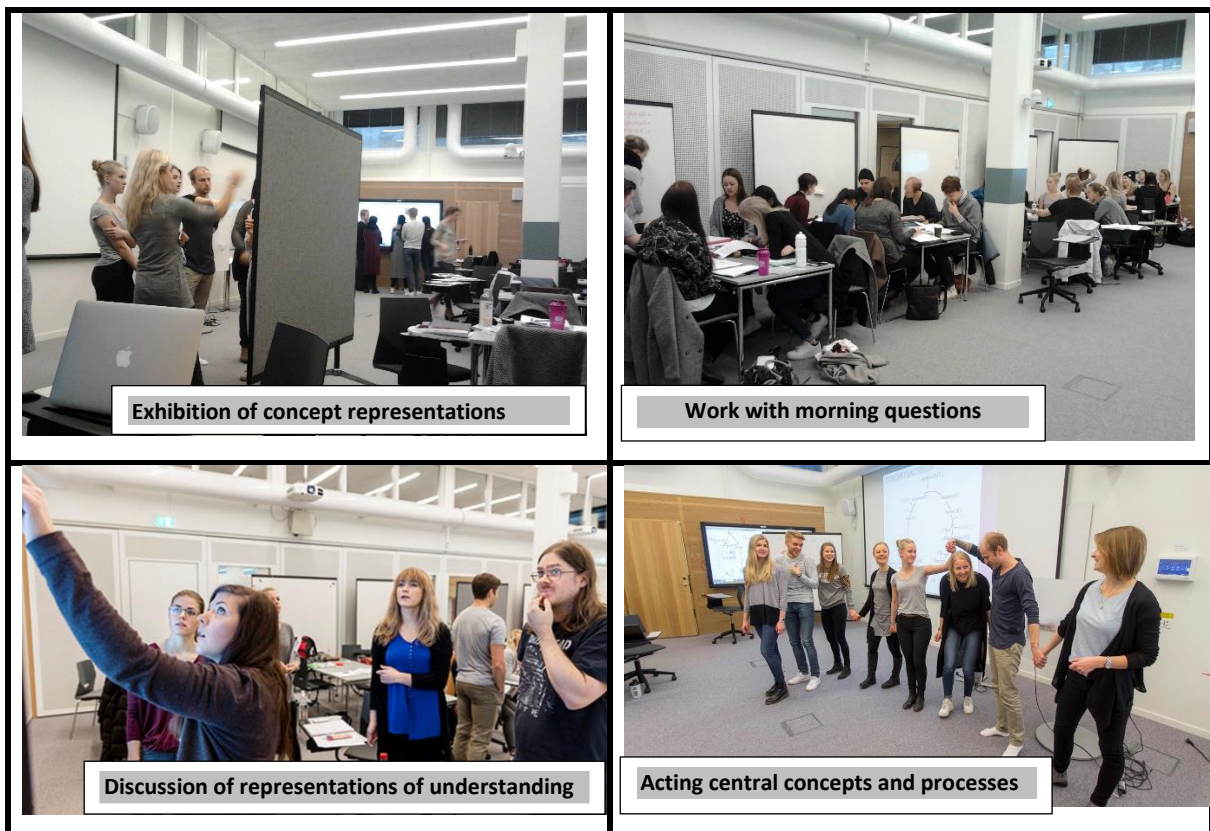 Exhibition of concept representations
Work with morning questions
Discussion of representations of understanding
Acting central concepts and processes